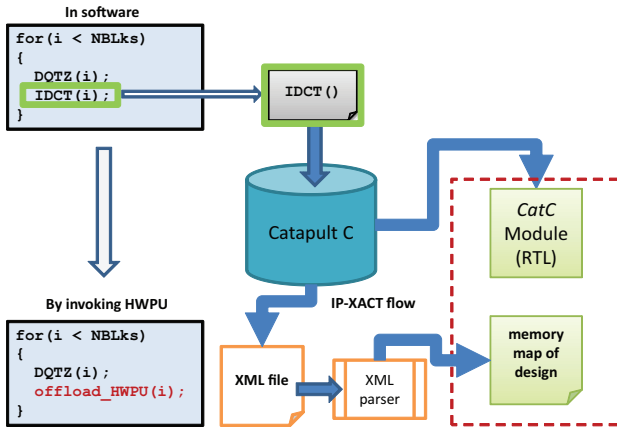 In software
for(i < NBLks)
{
DQTZ(i);
IDCT(i);
}
IDCT()
Catapult C
CatC
Module
(RTL)
By invoking HWPU
IP-XACT flow
for(i < NBLks)
{
DQTZ(i);
offload_HWPU(i);
}
XML file
XML
parser
memory
map of
design